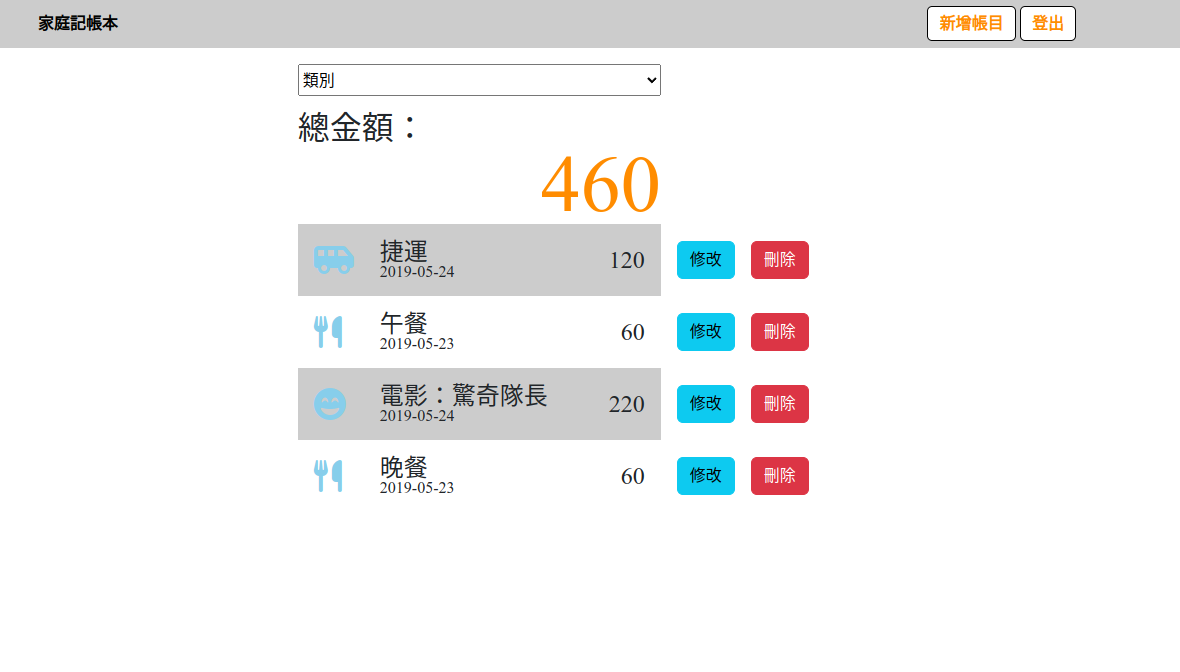 家庭記帳本 新增帳目 登出
類別
總金額：
460
捷運 120 修改 刪除
2019-05-24
午餐 60 修改 刪除
2019-05-23
電影：驚奇隊長 220 修改 刪除
2019-05-24
晚餐 60 修改 刪除
2019-05-23